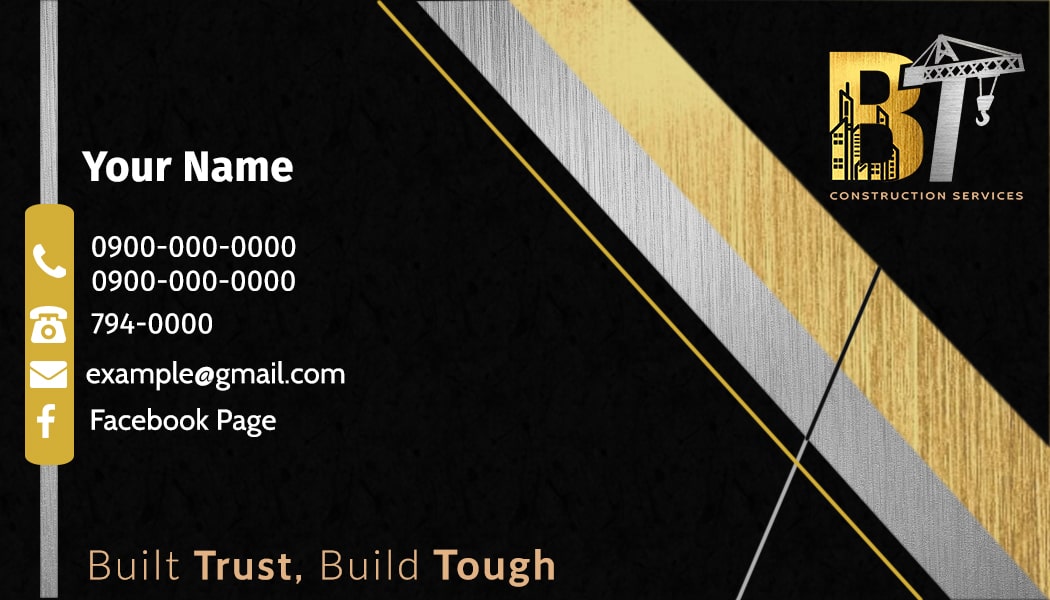 BT
CONSTRUCTION SERVICES
Your Name
0900-000-0000
0900-000-0000
794-0000
example@gmail.com
Facebook Page
Built Trust, Build Tough